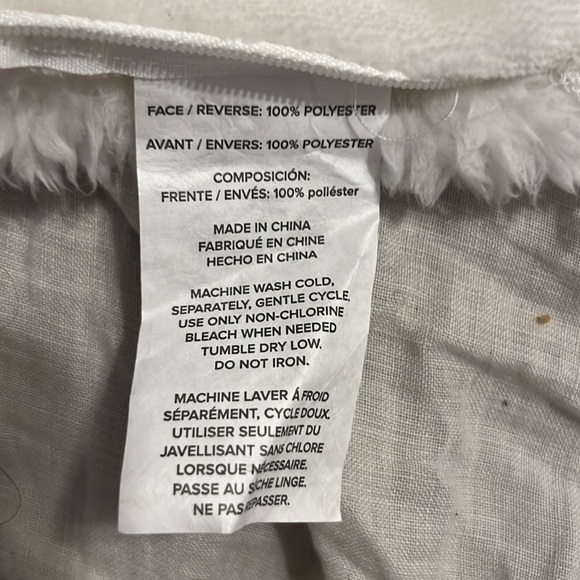 FACE / REVERSE: 100% POLYESTER
AVANT / ENVERS: 100% POLYESTER
COMPOSICIÓN:
FRENTE / ENVÉS: 100% poliéster
MADE IN CHINA
FABRIQUÉ EN CHINE
HECHO EN CHINA
MACHINE WASH COLD,
SEPARATELY, GENTLE CYCLE.
USE ONLY NON-CHLORINE
BLEACH WHEN NEEDED
TUMBLE DRY LOW.
DO NOT IRON.
MACHINE LAVER Á FROID
SÉPARÉMENT, CYCLE DOUX.
UTILISER SEULEMENT DU
JAVELLISANT SANS CHLORE
LORSQUE NÉCESSAIRE.
PASSE AU SÈCHE LINGE.
NE PAS REPASSER.